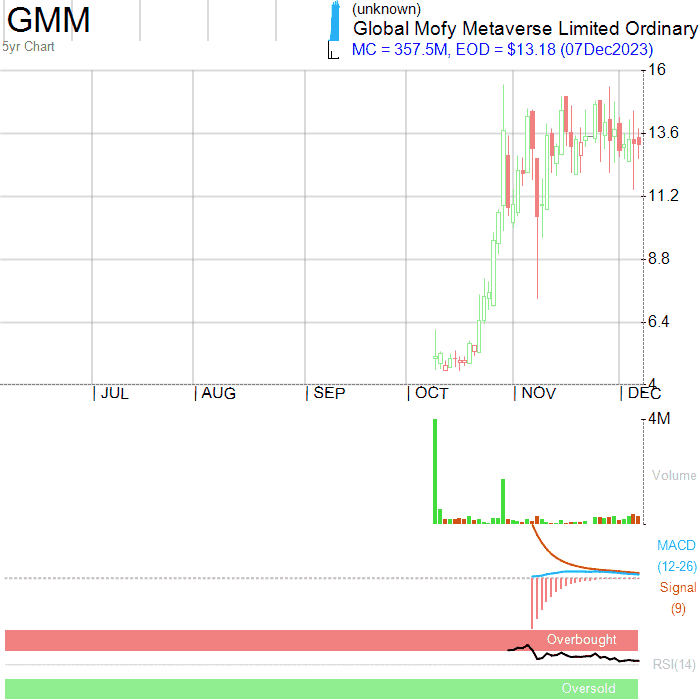 GMM
(unknown)
Global Mofy Metaverse Limited Ordinary
5yr Chart
MC = 357.5M, EOD = $13.18 (07Dec2023)
16
13.6
11.2
8.8
6.4
4
JUL
AUG
SEP
OCT
NOV
DEC
4M
Volume
MACD
(12-26)
Signal
(9)
Overbought
RSI(14)
Oversold